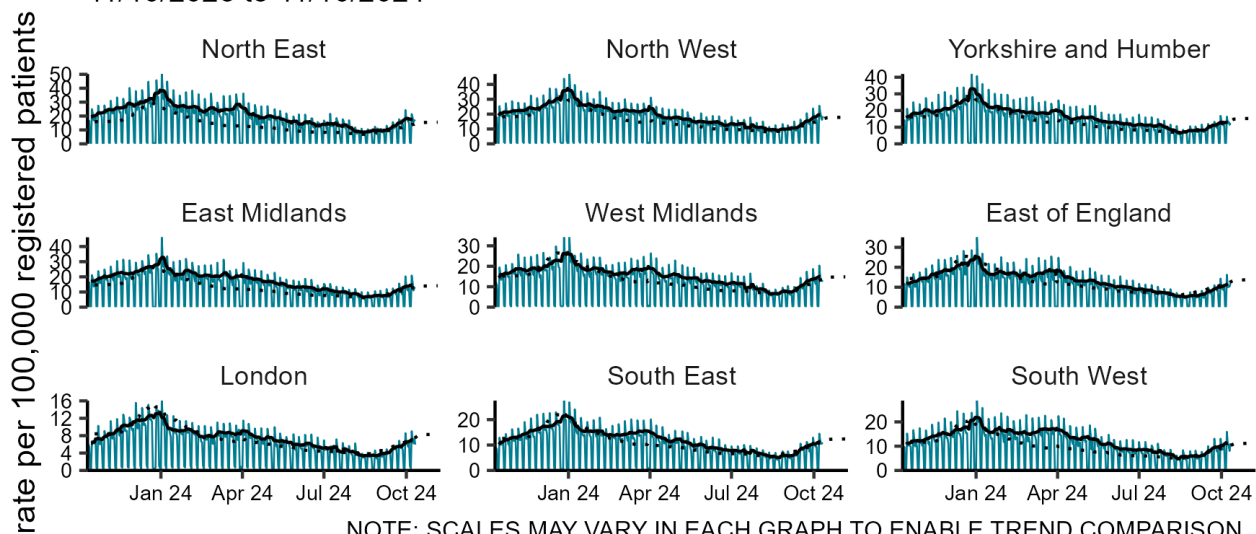 rate per 100,000 registered patients
North East
North West
Yorkshire and Humber
50
40
30
20
10
0
40
30
20
10
0
40
30
20
10
0
East Midlands
West Midlands
East of England
40
30
20
10
0
30
20
10
0
30
20
10
0
London
South East
South West
16
12
8
4
0
20
10
0
20
10
0
Jan 24 Apr 24 Jul 24 Oct 24
Jan 24 Apr 24 Jul 24 Oct 24
Jan 24 Apr 24 Jul 24 Oct 24
NOTE: SCALES MAY VARY IN EACH GRAPH TO ENABLE TREND COMPARISON